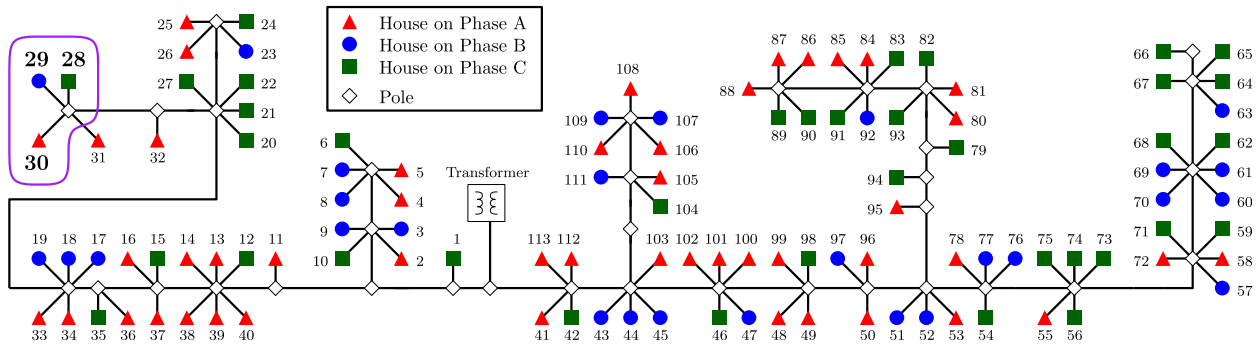 25 24 House on Phase A 87 86 85 84 83 82 66 65
26 23 House on Phase B
29 28 27 22 House on Phase C 108 88 81 67 64
21 Pole 109 107 80 63
30 31 32 20 6 110 106 89 90 91 92 93 79 68 62
7 5 Transformer 111 105 94 69 61
8 4 104 95 70 60
9 3
19 18 17 16 15 14 13 12 11 10 2 1 113 112 103 102 101 100 99 98 97 96 78 77 76 75 74 73 71 59
72 58
57
33 34 35 36 37 38 39 40 41 42 43 44 45 46 47 48 49 50 51 52 53 54 55 56